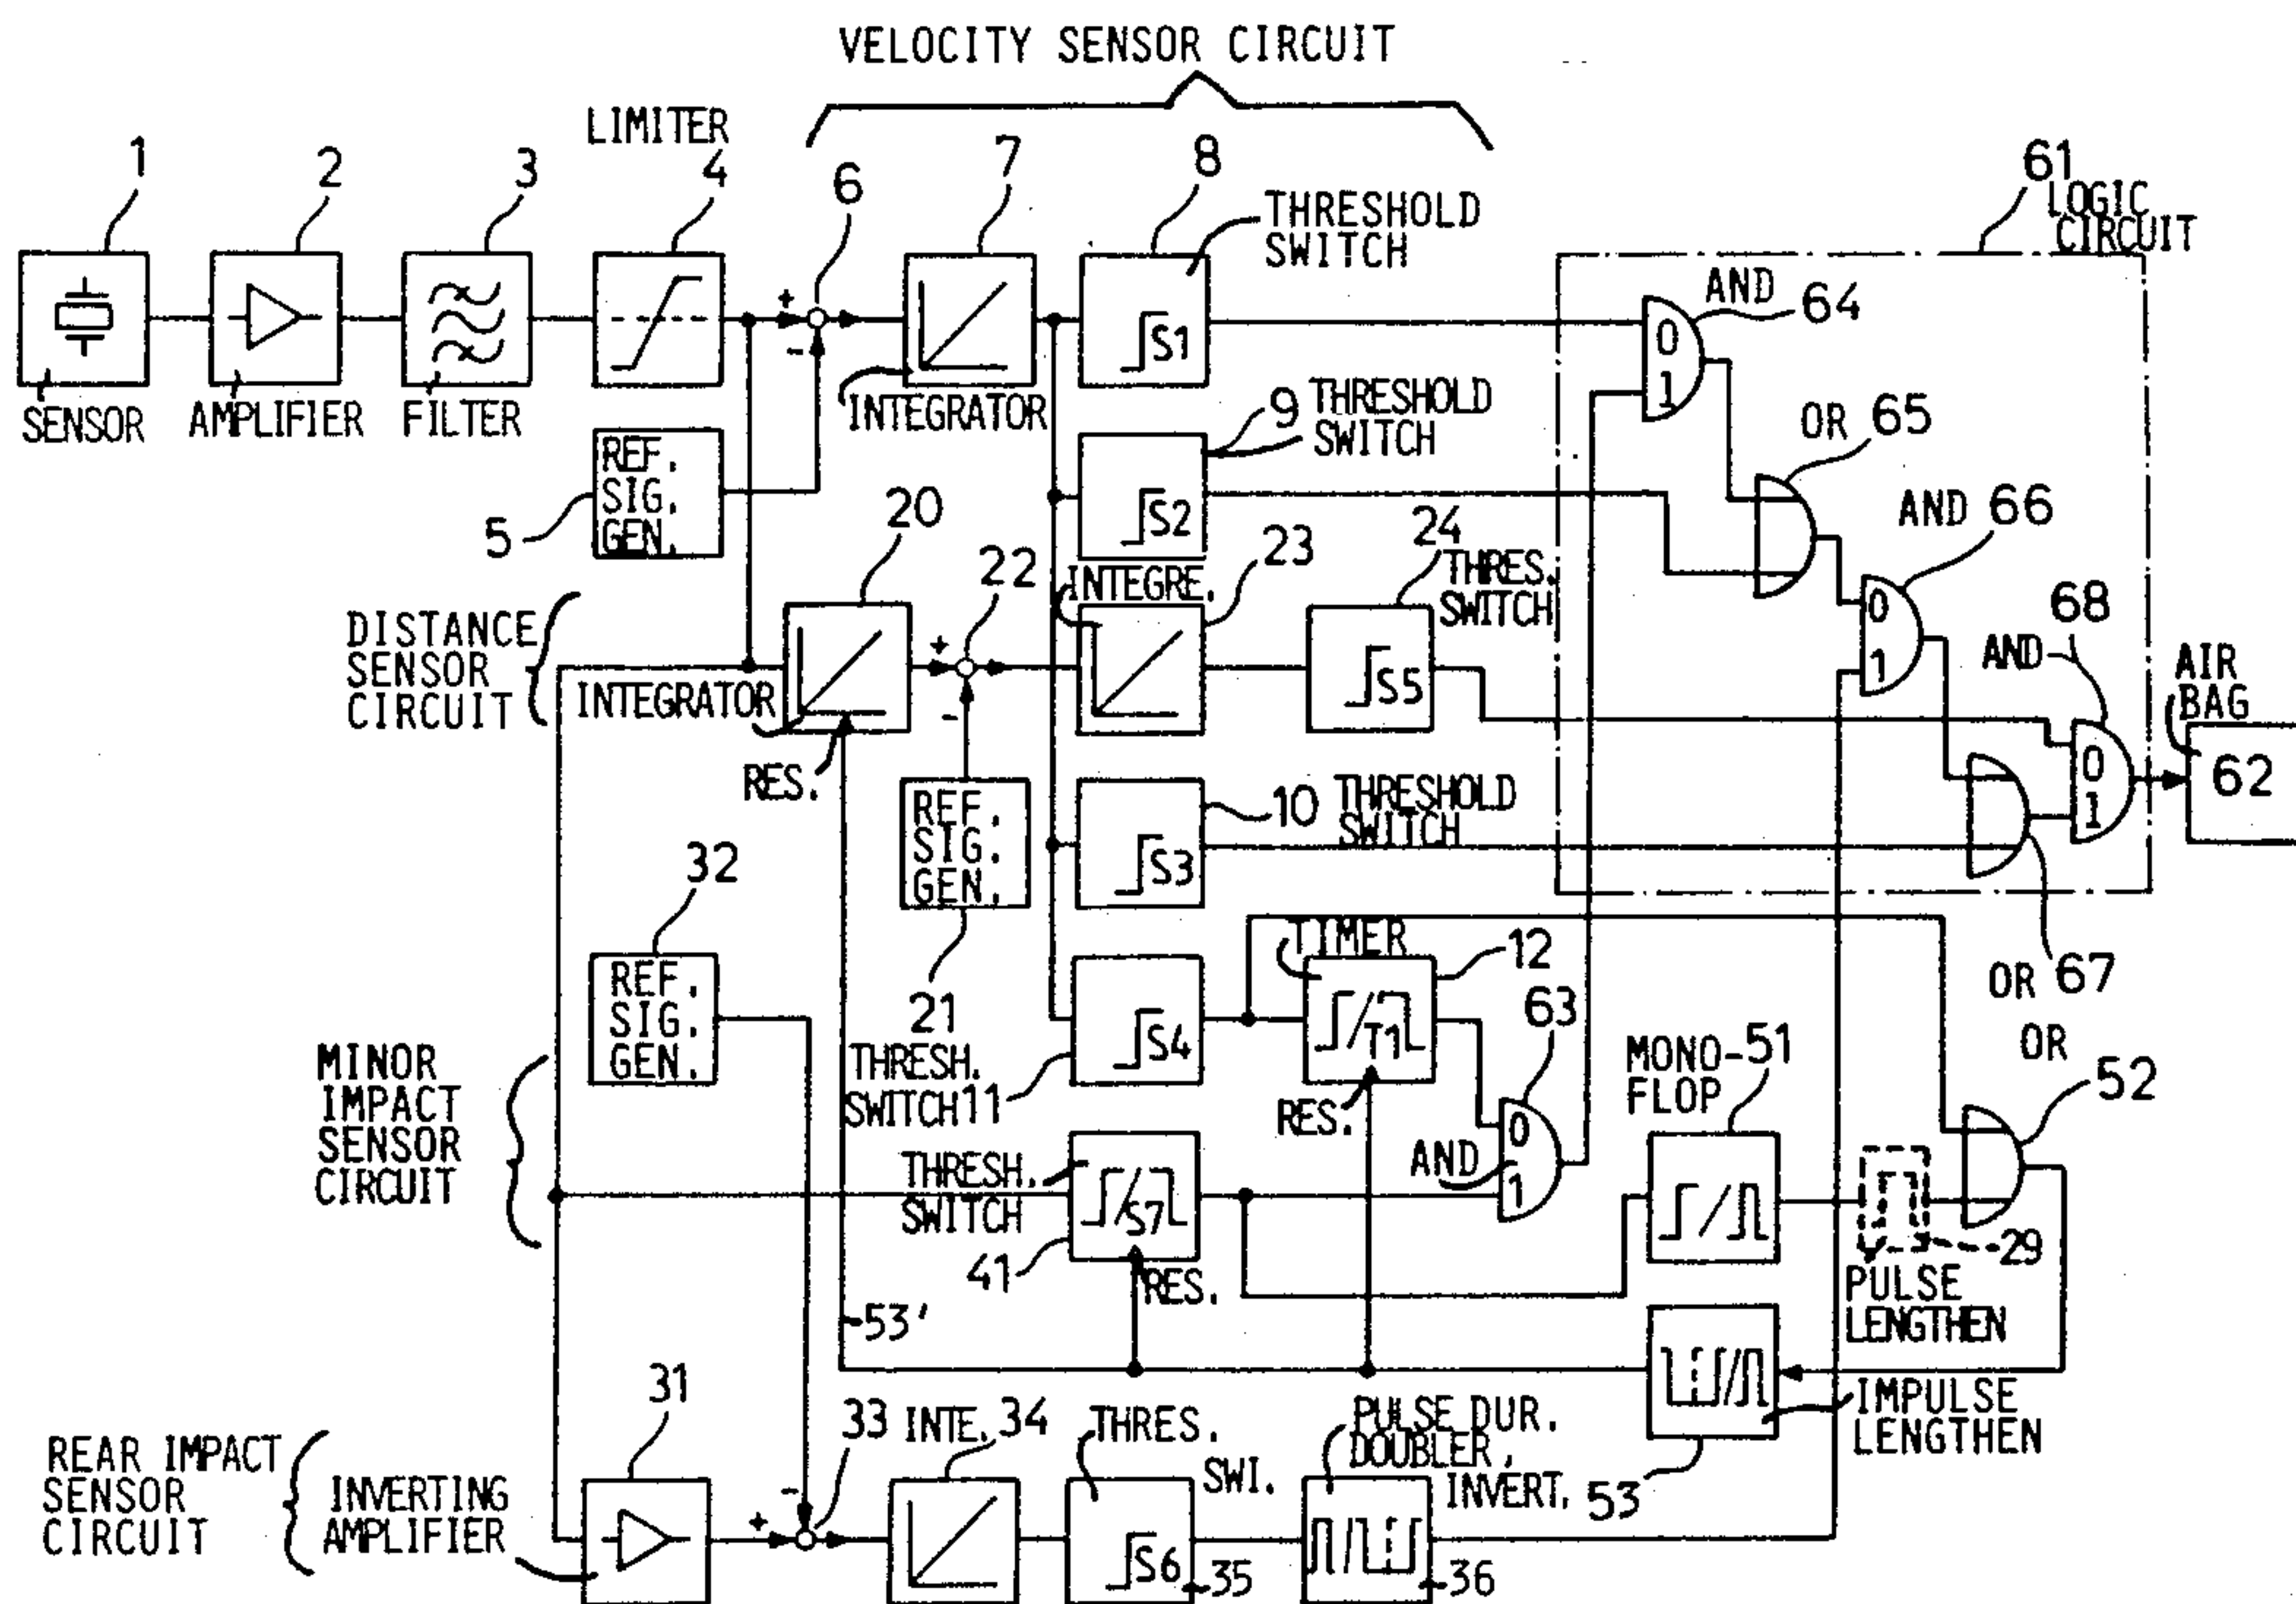 VELOCITY SENSOR CIRCUIT
LIMITER
1
2
3
4
6
7
8
THRESHOLD
SWITCH
61
LOGIC
CIRCUIT
+
-
S1
0
1
AND
64
SENSOR
AMPLIFIER
FILTER
INTEGRATOR
9
THRESHOLD
SWITCH
OR 65
REF.
SIG.
GEN.
5
S2
20
22
INTEGRE.
23
24
THRES.
SWITCH
AND 66
0
1
68
AND
DISTANCE
SENSOR
CIRCUIT
INTEGRATOR
RES.
+
-
S5
AIR
BAG
62
0
1
REF.
SIG.
GEN.
21
10
THRESHOLD
SWITCH
S3
OR 67
32
REF.
SIG.
GEN.
TIMER
12
63
T1
RES.
S4
THRESH.
SWITCH 11
MINOR
IMPACT
SENSOR
CIRCUIT
THRESH.
SWITCH
S7
41
RES.
AND
0
1
MONO-
FLOP
51
OR
52
29
PULSE
LENGTHEN
53'
IMPULSE
LENGTHEN
53
REAR IMPACT
SENSOR
CIRCUIT
INVERTING
AMPLIFIER
31
+
-
33
INTE. 34
THRES.
SWI.
S6
35
PULSE DUR.
DOUBLER,
INVERT.
36